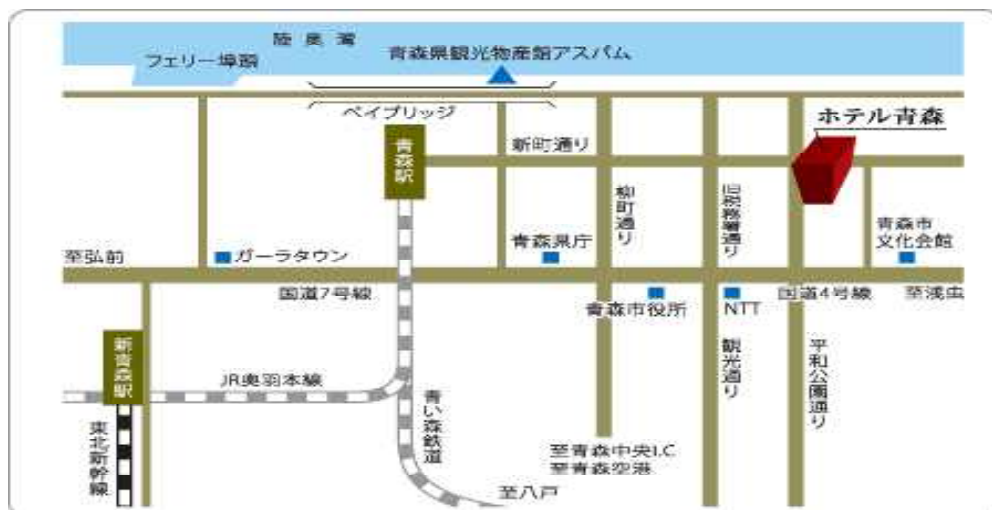 陸奥湾
フェリー埠頭
青森県観光物産館アスパム
ベイブリッジ
ホテル青森
青森駅
新町通り
柳町通り
旧税務署通り
青森市
文化会館
青森県庁
至弘前
ガーラタウン
国道7号線
青森市役所
NTT
国道4号線
至浅虫
新青森駅
JR奥羽本線
青い森鉄道
観光通り
平和公園通り
東北新幹線
至青森中央I.C
至青森空港
至八戸